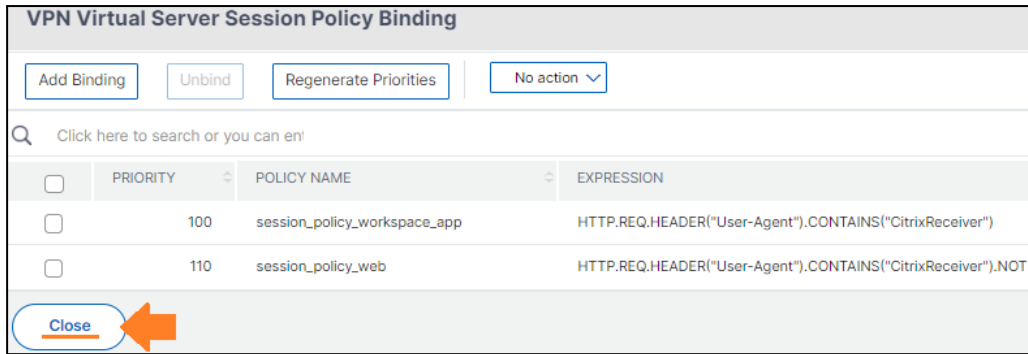 VPN Virtual Server Session Policy Binding
Add Binding Unbind Regenerate Priorities No action
Click here to search or you can ent
PRIORITY POLICY NAME EXPRESSION
100 session_policy_workspace_app HTTP.REQ.HEADER("User-Agent").CONTAINS("CitrixReceiver")
110 session_policy_web HTTP.REQ.HEADER("User-Agent").CONTAINS("CitrixReceiver").NOT
Close